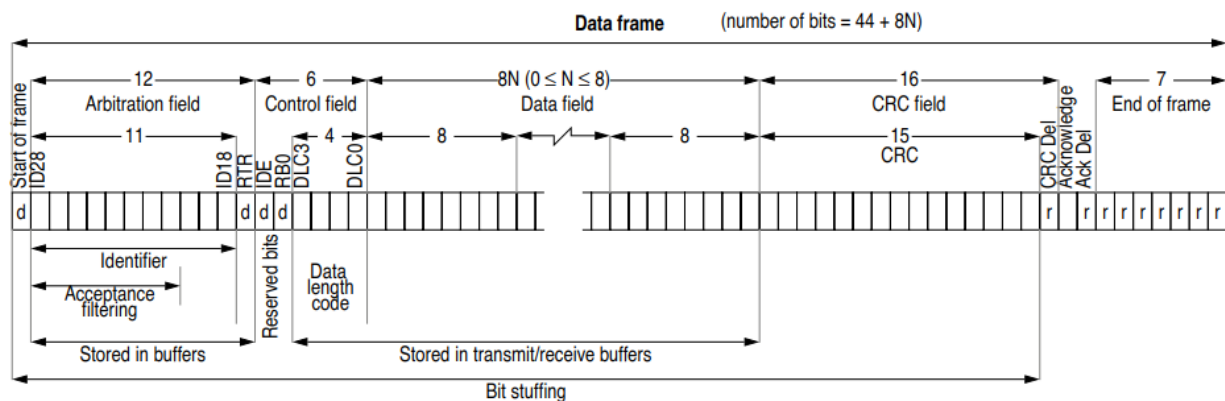 Data frame (number of bits = 44 + 8N)
12 6 8N (0 ≤ N ≤ 8) 16 7
Arbitration field Control field Data field CRC field End of frame
11 4 8 8 15
CRC
Start of frame
ID28
ID18
RTR
IDE
RB0
DLC3
DLC0
CRC Del
Acknowledge
Ack Del
d d d d r r r r r r r r r
Identifier
Acceptance
filtering
Reserved bits
Data
length
code
Stored in buffers Stored in transmit/receive buffers
Bit stuffing